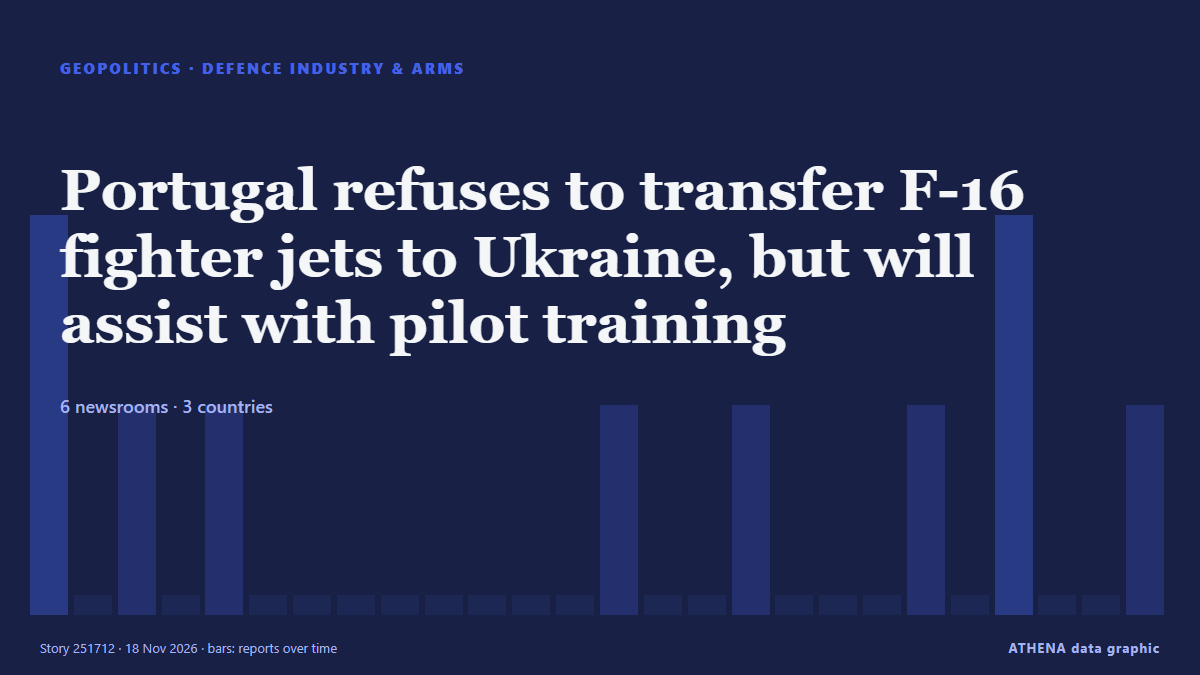 GEOPOLITICS · DEFENCE INDUSTRY & ARMS
Portugal refuses to transfer F-16
fighter jets to Ukraine, but will
assist with pilot training
6 newsrooms · 3 countries
Story 251712 · 18 Nov 2026 · bars: reports over time
ATHENA data graphic